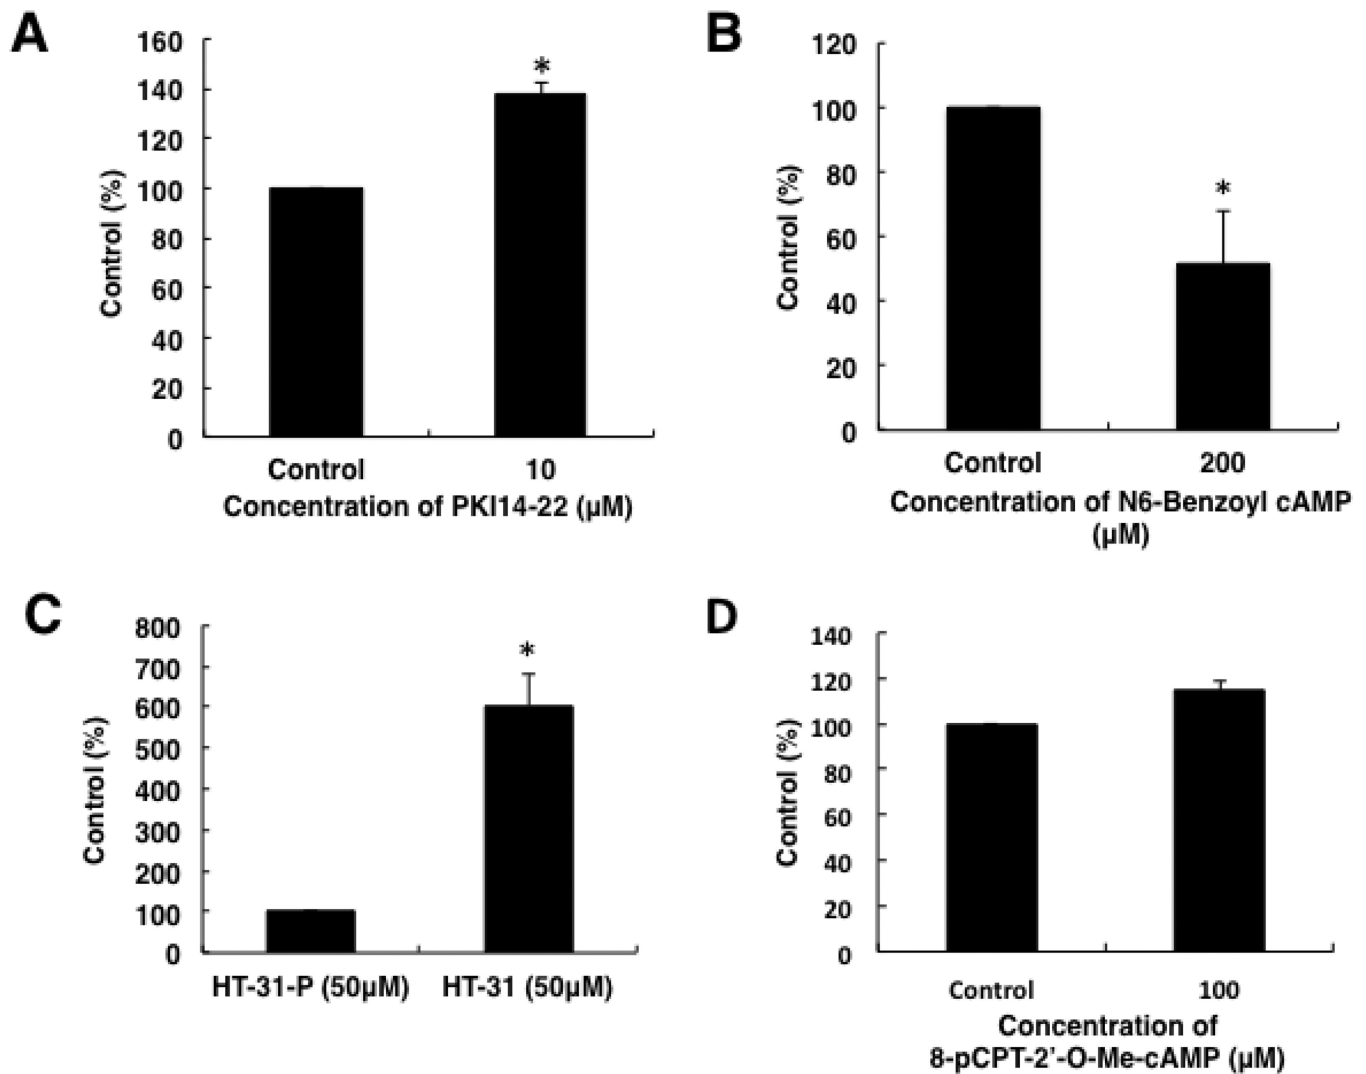 A
160
140
120
100
80
60
40
20
0
Control (%)
*
Control
10
Concentration of PKI14-22 (µM)
B
120
100
80
60
40
20
0
Control (%)
*
Control
200
Concentration of N6-Benzoyl cAMP
(µM)
C
800
700
600
500
400
300
200
100
0
Control (%)
*
HT-31-P (50µM)
HT-31 (50µM)
D
140
120
100
80
60
40
20
0
Control (%)
Control
100
Concentration of
8-pCPT-2’-O-Me-cAMP (µM)